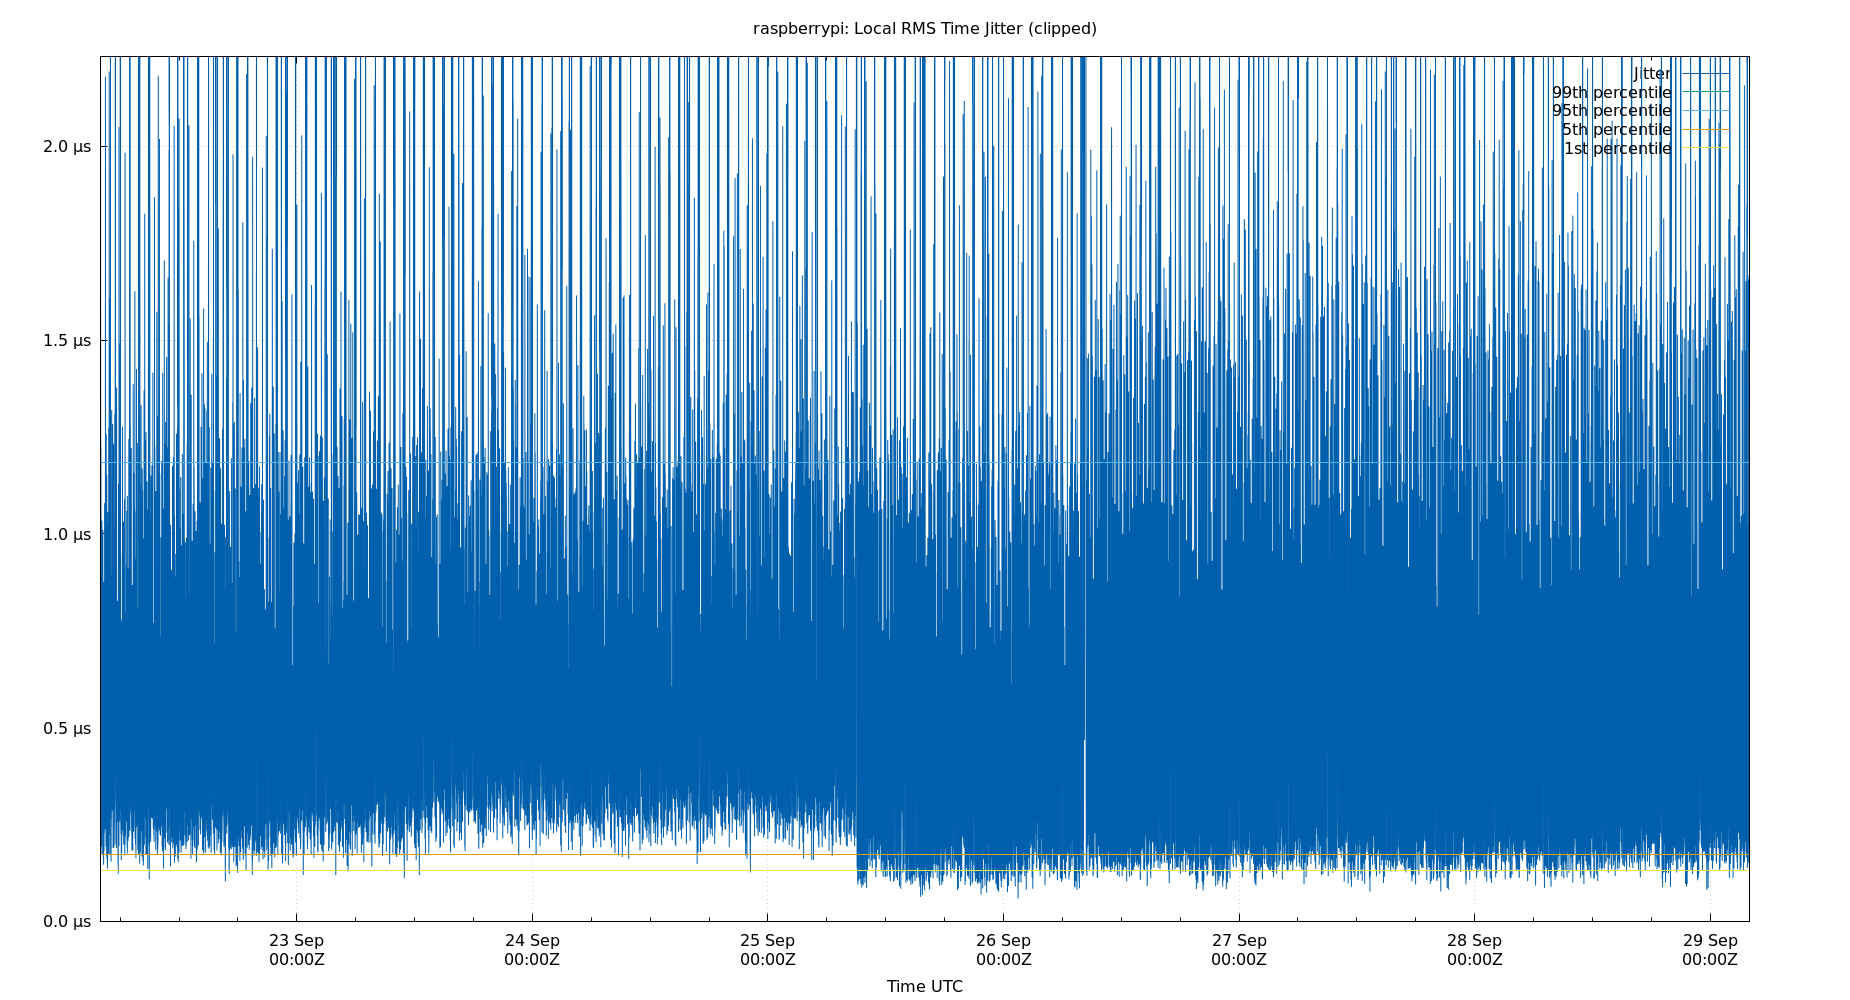 raspberrypi: Local RMS Time Jitter (clipped)
Jitter
99th percentile
95th percentile
5th percentile
1st percentile
2.0 µs
1.5 µs
1.0 µs
0.5 µs
0.0 µs
23 Sep 24 Sep 25 Sep 26 Sep 27 Sep 28 Sep 29 Sep
00:00Z 00:00Z 00:00Z 00:00Z 00:00Z 00:00Z 00:00Z
Time UTC